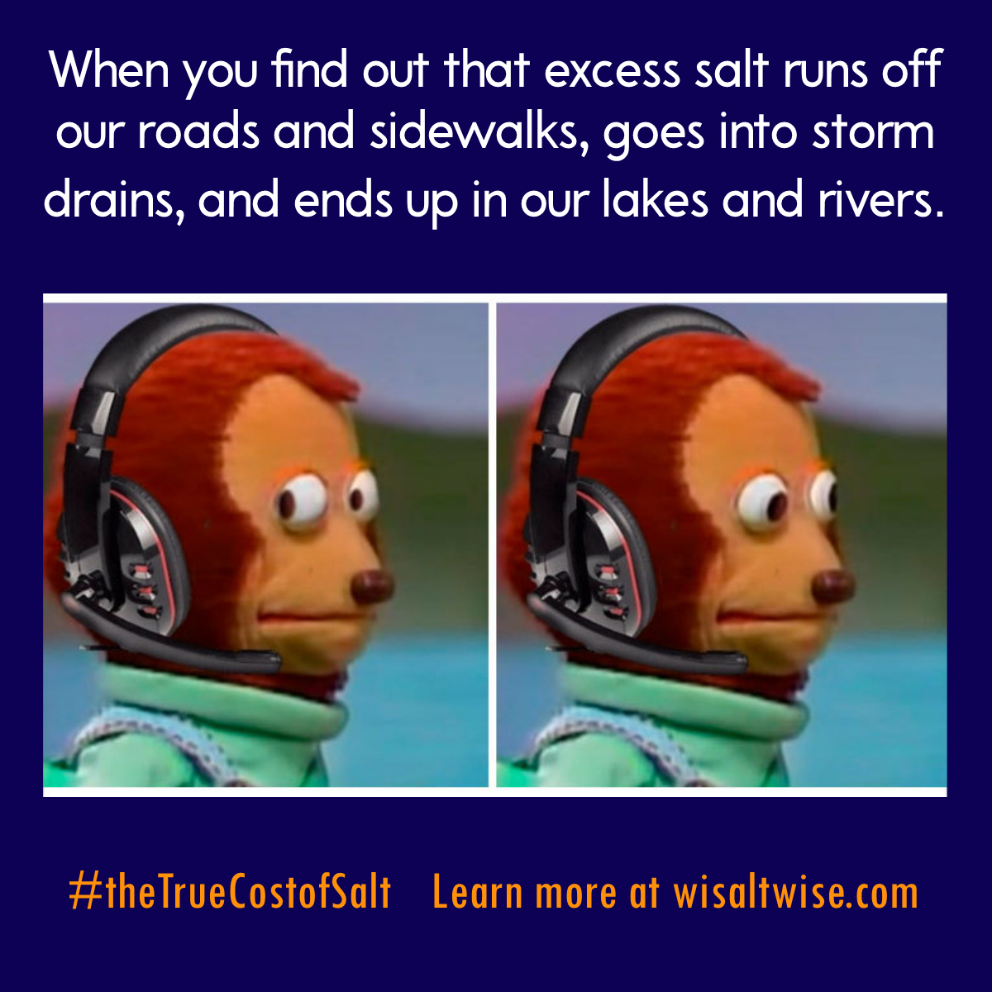 When you find out that excess salt runs off
our roads and sidewalks, goes into storm
drains, and ends up in our lakes and rivers.
#theTrueCostofSalt Learn more at wisaltwise.com